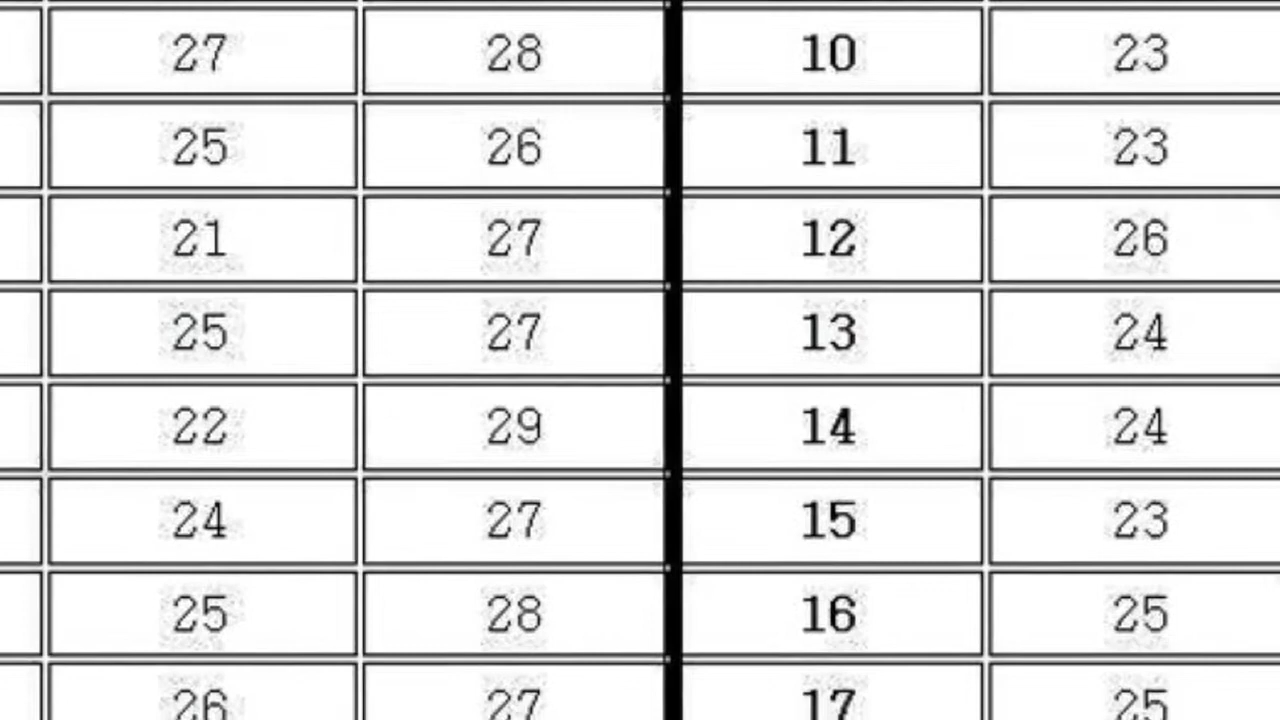 27 28 10 23
25 26 11 23
21 27 12 26
25 27 13 24
22 29 14 24
24 27 15 23
25 28 16 25
26 27 17 25